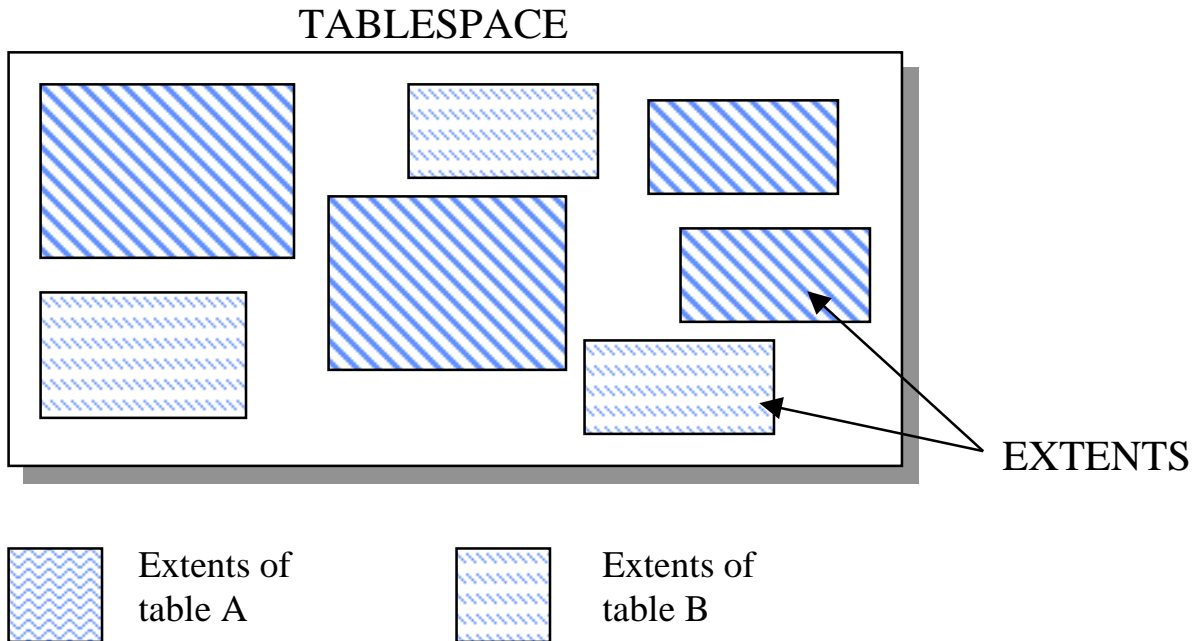 TABLESPACE
EXTENTS
Extents of
table A
Extents of
table B